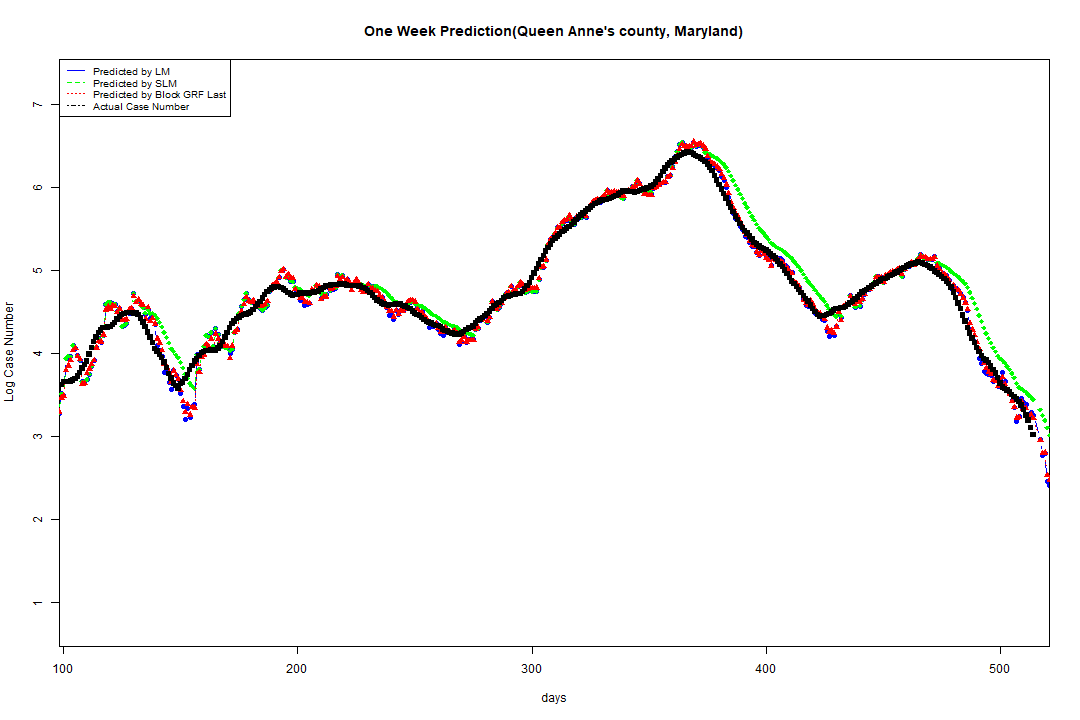 One Week Prediction(Queen Anne's county, Maryland)
Predicted by LM
Predicted by SLM
Predicted by Block GRF Last
Actual Case Number
7
6
5
4
3
2
1
Log Case Number
100 200 300 400 500
days